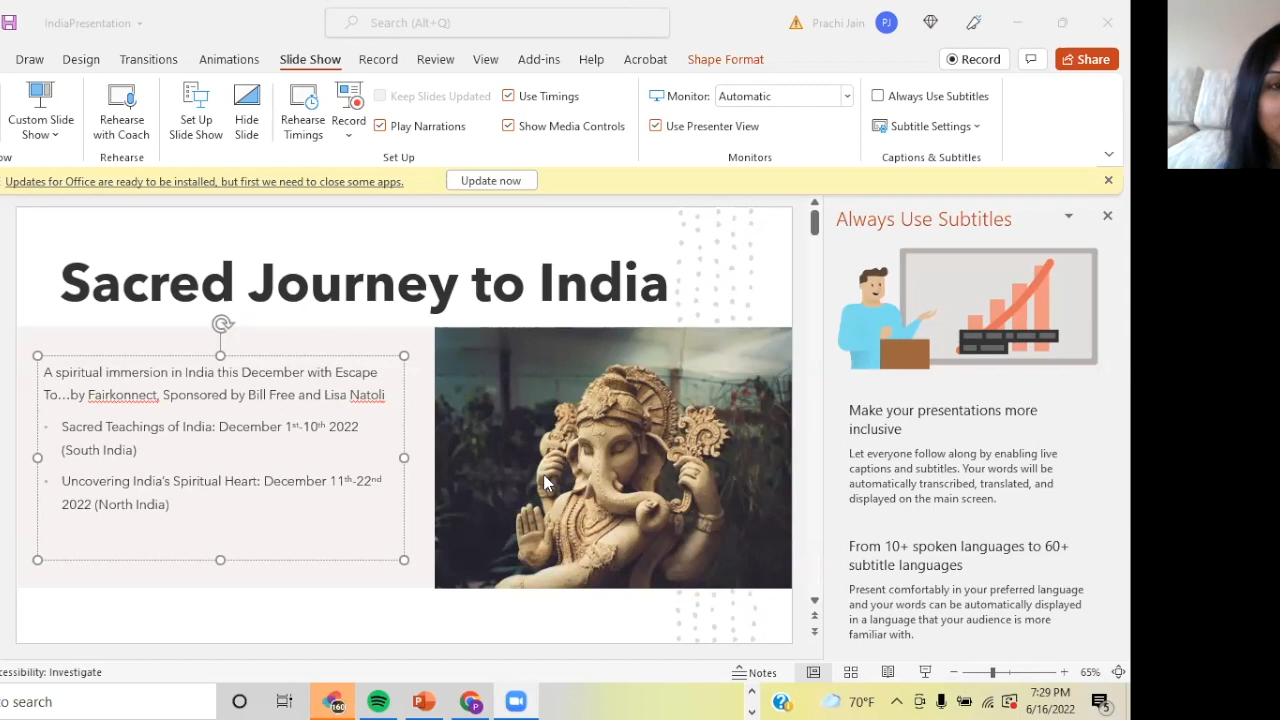 IndiaPresentation
Search (Alt+Q)
Prachi Jain
PJ
Draw
Design
Transitions
Animations
Slide Show
Record
Review
View
Add-ins
Help
Acrobat
Shape Format
Record
Share
Custom Slide
Show
Rehearse
with Coach
Rehearse
Set Up
Slide Show
Hide
Slide
Rehearse
Timings
Record
Keep Slides Updated
Use Timings
Play Narrations
Show Media Controls
Set Up
Monitor: Automatic
Use Presenter View
Monitors
Always Use Subtitles
Subtitle Settings
Captions & Subtitles
Updates for Office are ready to be installed, but first we need to close some apps.
Update now
Sacred Journey to India
A spiritual immersion in India this December with Escape
To…by Fairkonnect, Sponsored by Bill Free and Lisa Natoli
Sacred Teachings of India: December 1st-10th 2022
(South India)
Uncovering India's Spiritual Heart: December 11th-22nd
2022 (North India)
Always Use Subtitles
Make your presentations more
inclusive
Let everyone follow along by enabling live
captions and subtitles. Your words will be
automatically transcribed, translated, and
displayed on the main screen.
From 10+ spoken languages to 60+
subtitle languages
Present comfortably in your preferred language
and your words can be automatically displayed
in a language that your audience is more
familiar with.
Investigate
Notes
65%
to search
160
70°F
7:29 PM
6/16/2022
5